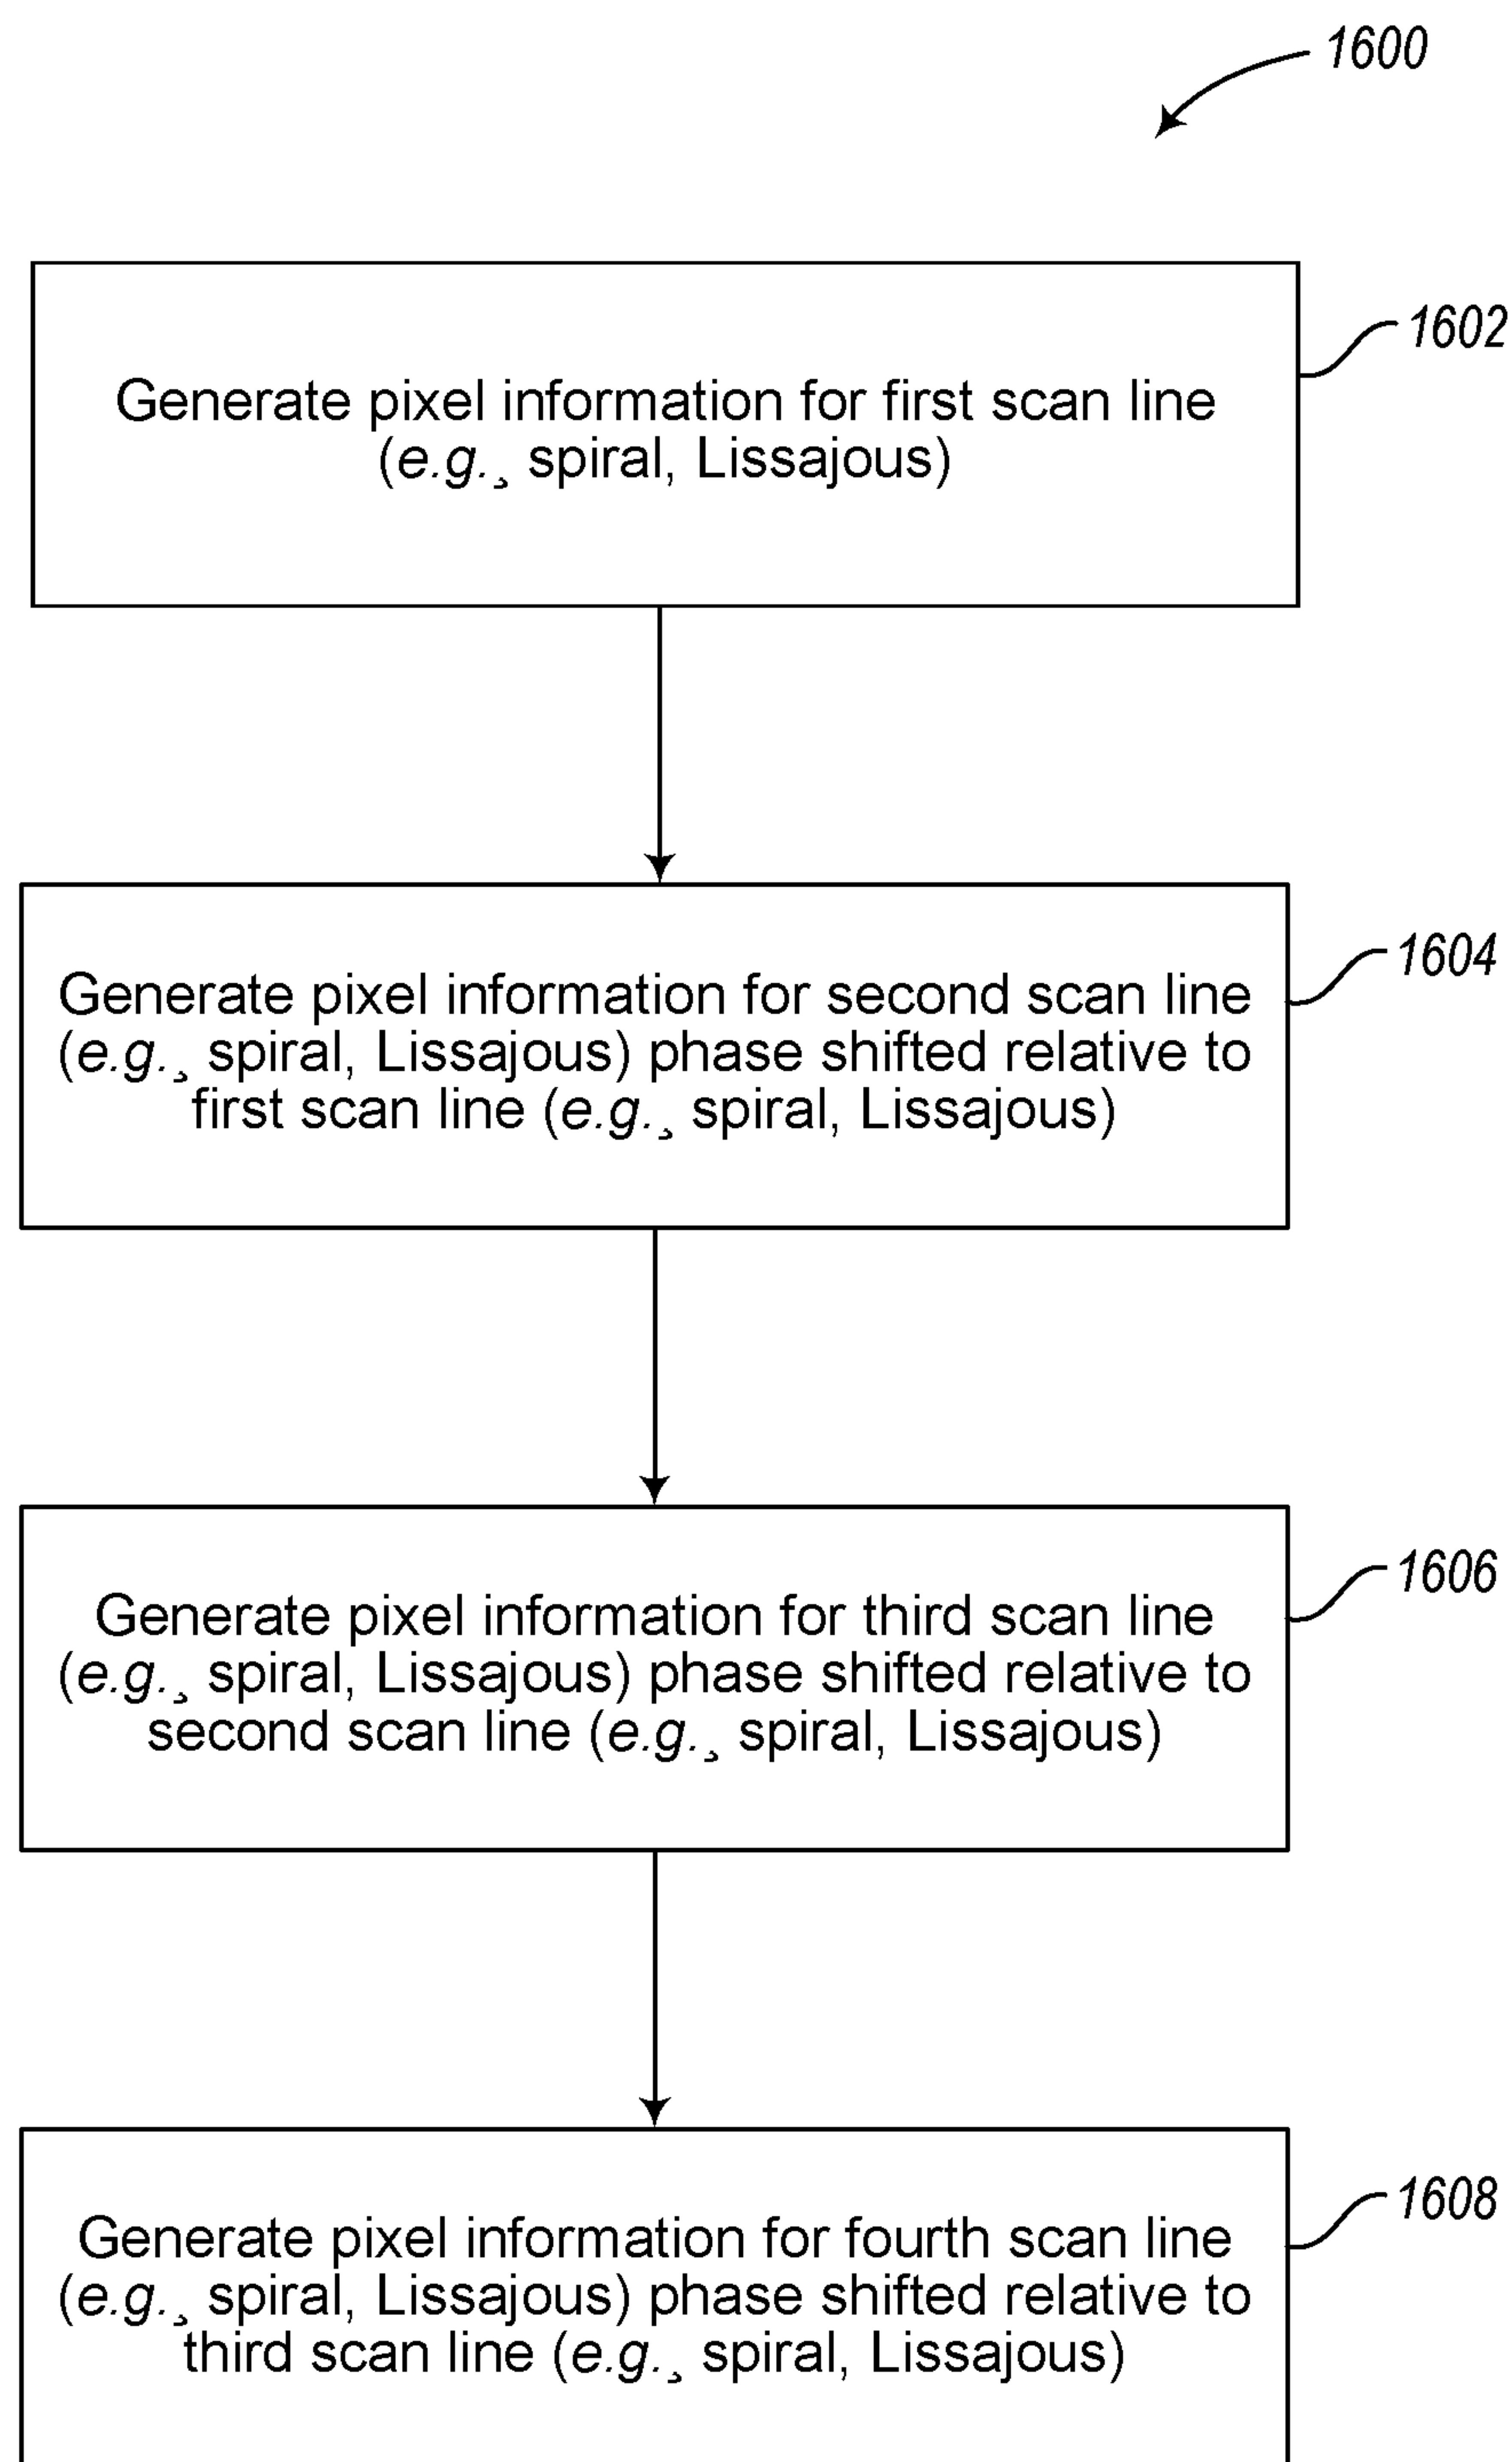 1600
1602
Generate pixel information for first scan line
(e.g.¸ spiral, Lissajous)
1604
Generate pixel information for second scan line
(e.g.¸ spiral, Lissajous) phase shifted relative to
first scan line (e.g.¸ spiral, Lissajous)
1606
Generate pixel information for third scan line
(e.g.¸ spiral, Lissajous) phase shifted relative to
second scan line (e.g.¸ spiral, Lissajous)
1608
Generate pixel information for fourth scan line
(e.g.¸ spiral, Lissajous) phase shifted relative to
third scan line (e.g.¸ spiral, Lissajous)